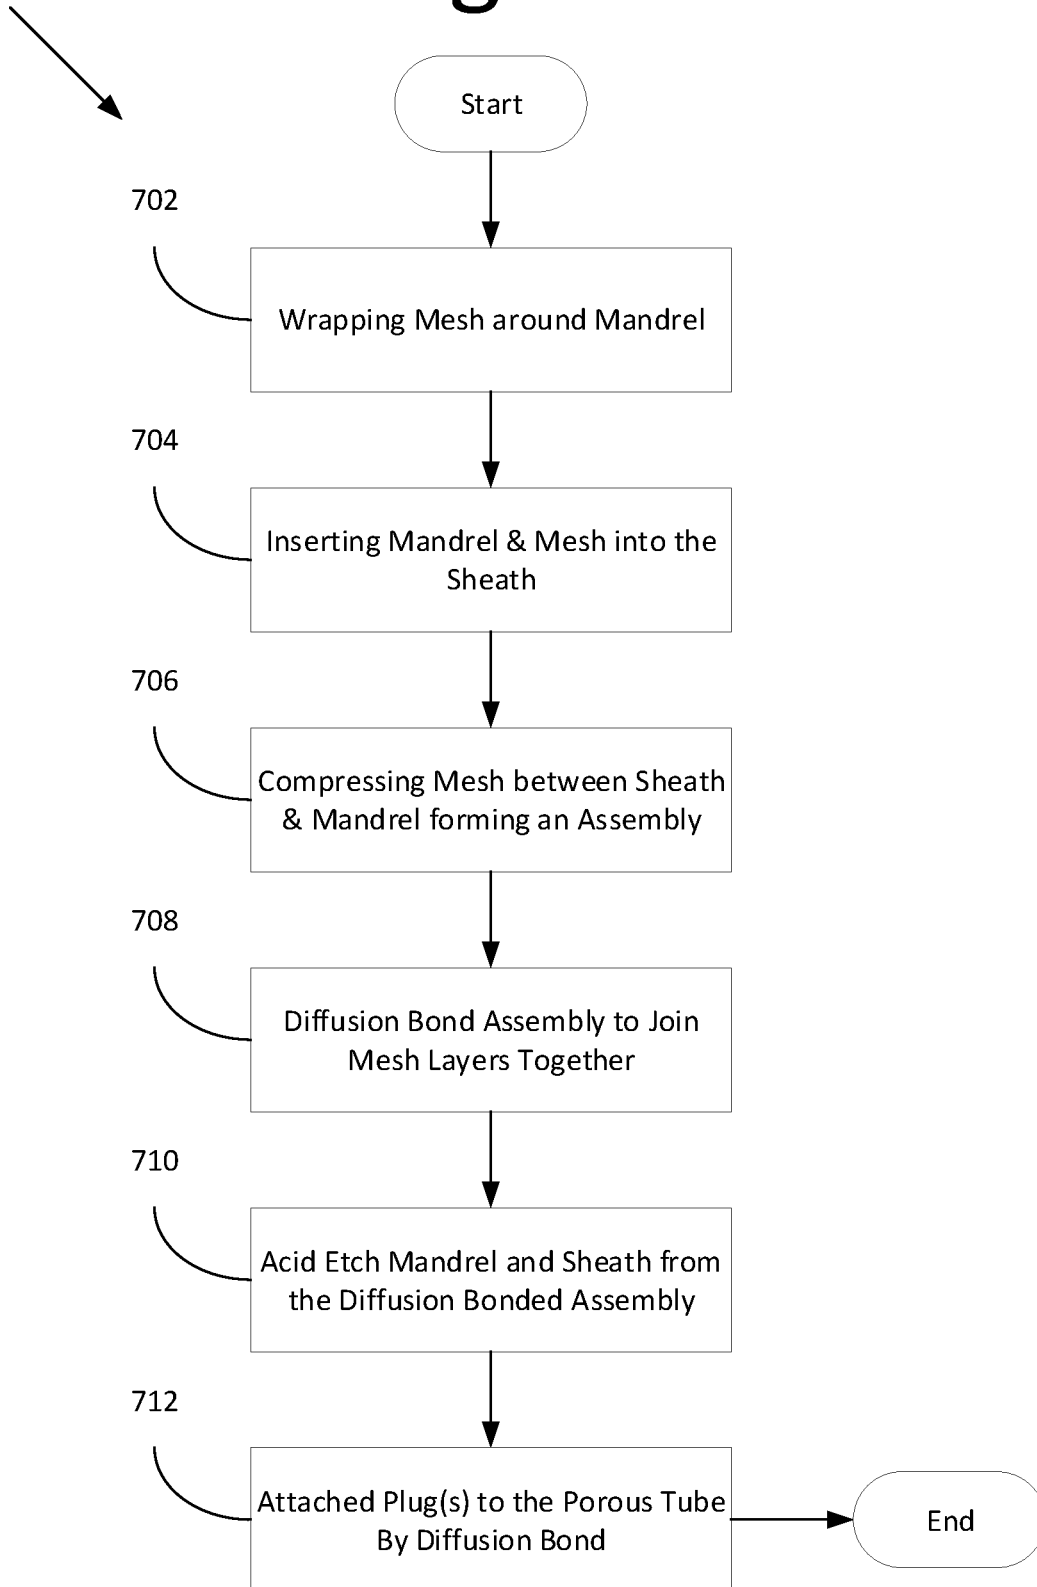 Start
702
Wrapping Mesh around Mandrel
704
Inserting Mandrel & Mesh into the
Sheath
706
Compressing Mesh between Sheath
& Mandrel forming an Assembly
708
Diffusion Bond Assembly to Join
Mesh Layers Together
710
Acid Etch Mandrel and Sheath from
the Diffusion Bonded Assembly
712
Attached Plug(s) to the Porous Tube
By Diffusion Bond
End